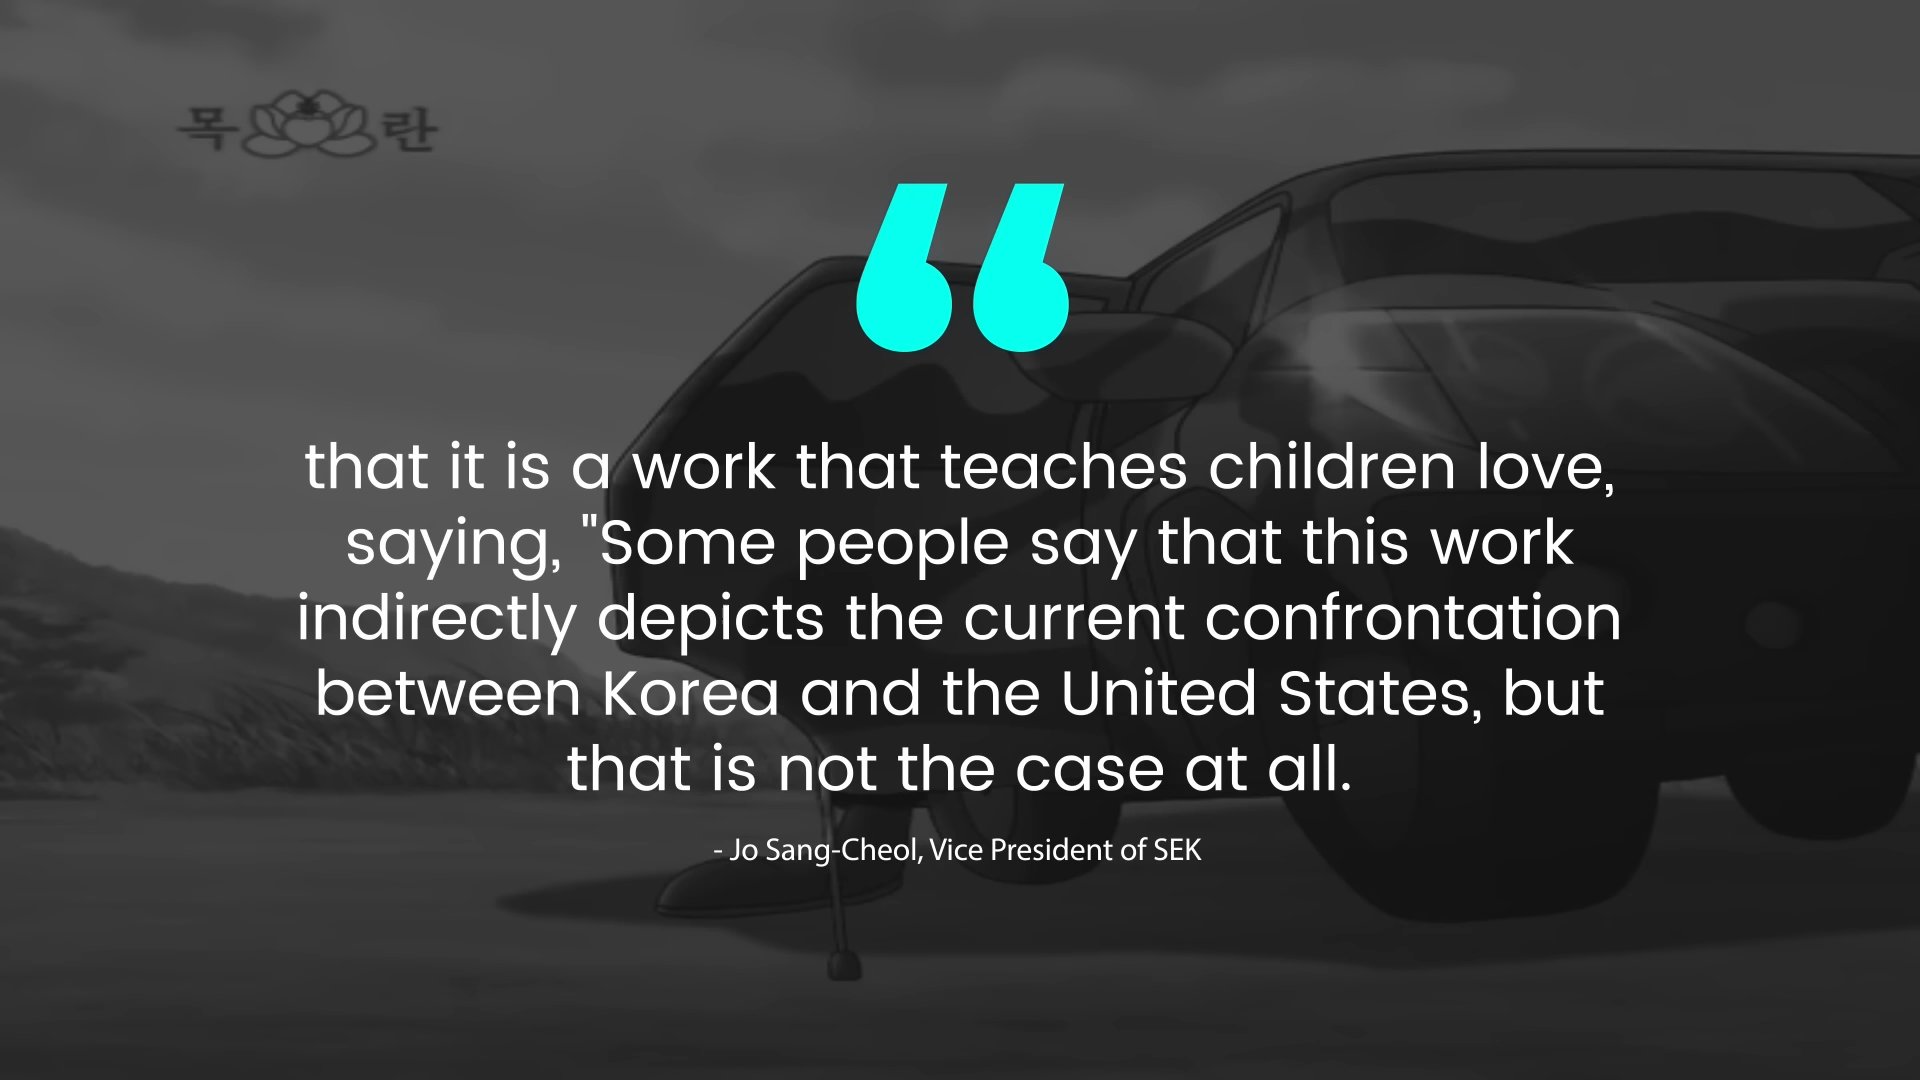 목 란
“
that it is a work that teaches children love,
saying, "Some people say that this work
indirectly depicts the current confrontation
between Korea and the United States, but
that is not the case at all.
- Jo Sang-Cheol, Vice President of SEK